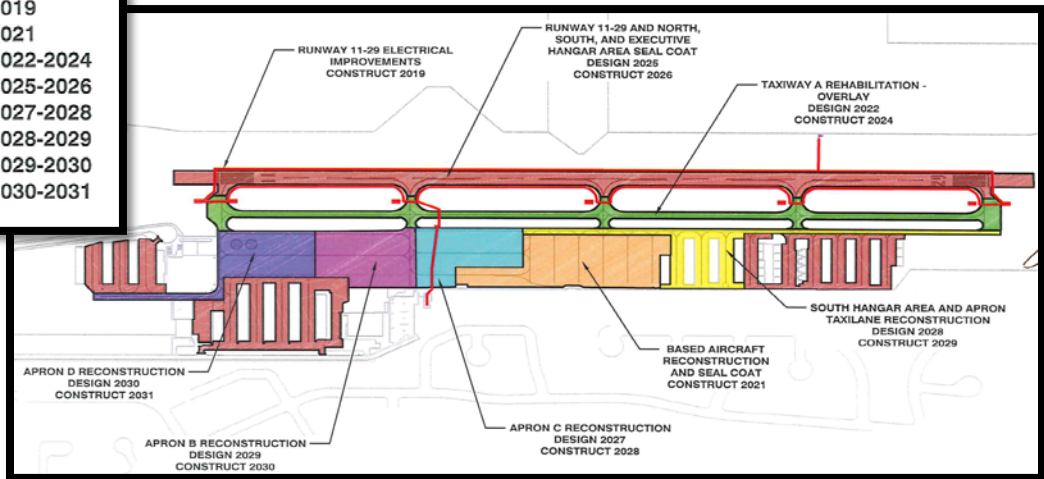 019
021
022-2024
025-2026
027-2028
028-2029
029-2030
030-2031
RUNWAY 11-29 ELECTRICAL
IMPROVEMENTS
CONSTRUCT 2019
RUNWAY 11-29 AND NORTH,
SOUTH, AND EXECUTIVE
HANGAR AREA SEAL COAT
DESIGN 2025
CONSTRUCT 2026
TAXIWAY A REHABILITATION -
OVERLAY
DESIGN 2022
CONSTRUCT 2024
29
SOUTH HANGAR AREA AND APRON
TAXILANE RECONSTRUCTION
DESIGN 2028
CONSTRUCT 2029
BASED AIRCRAFT
RECONSTRUCTION
AND SEAL COAT
CONSTRUCT 2021
APRON D RECONSTRUCTION
DESIGN 2030
CONSTRUCT 2031
APRON C RECONSTRUCTION
DESIGN 2027
CONSTRUCT 2028
APRON B RECONSTRUCTION
DESIGN 2029
CONSTRUCT 2030